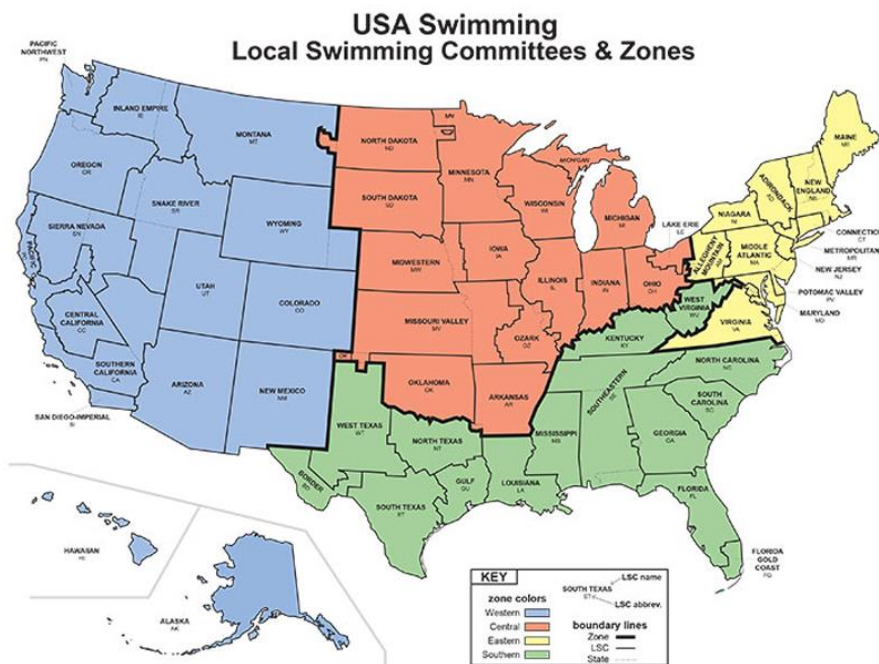 USA Swimming
Local Swimming Committees & Zones
PACIFIC
NORTHWEST
PN
INLAND EMPIRE
IE
MONTANA
MT
OREGON
OR
SNAKE RIVER
SR
WYOMING
WY
SIERRA NEVADA
SN
PACIFIC
UTAH
UT
COLORADO
CO
CENTRAL
CALIFORNIA
CC
SOUTHERN
CALIFORNIA
CA
ARIZONA
AZ
NEW MEXICO
NM
SAN DIEGO-IMPERIAL
SI
HAWAIIAN
HI
ALASKA
AK
NORTH DAKOTA
ND
MN
MINNESOTA
MN
SOUTH DAKOTA
SD
WISCONSIN
WI
MICHIGAN
MICHIGAN
MI
LAKE ERIE
LE
MIDWESTERN
MW
IOWA
IA
ILLINOIS
IL
INDIANA
IN
OHIO
OH
MISSOURI VALLEY
MV
OZARK
OZ
OK
OKLAHOMA
OK
ARKANSAS
AR
MAINE
ME
ADIRONDACK
AD
NEW
ENGLAND
NE
NIAGARA
NI
CONNECTICUT
CT
METROPOLITAN
MR
ALLEGHENY
MOUNTAIN
AM
MIDDLE
ATLANTIC
MA
NEW JERSEY
NJ
POTOMAC VALLEY
PV
MARYLAND
MD
VIRGINIA
VA
WEST
VIRGINIA
WV
KENTUCKY
KY
NORTH CAROLINA
NC
SOUTHEASTERN
SE
SOUTH
CAROLINA
SC
WEST TEXAS
WT
NORTH TEXAS
NT
MISSISSIPPI
MS
GEORGIA
GA
BORDER
BD
SOUTH TEXAS
ST
GULF
GU
LOUISIANA
LA
FLORIDA
FL
FLORIDA
GOLD
COAST
FG
KEY
SOUTH TEXAS
ST
LSC name
LSC abbrev.
zone colors
Western
Central
Eastern
Southern
boundary lines
Zone
LSC
State